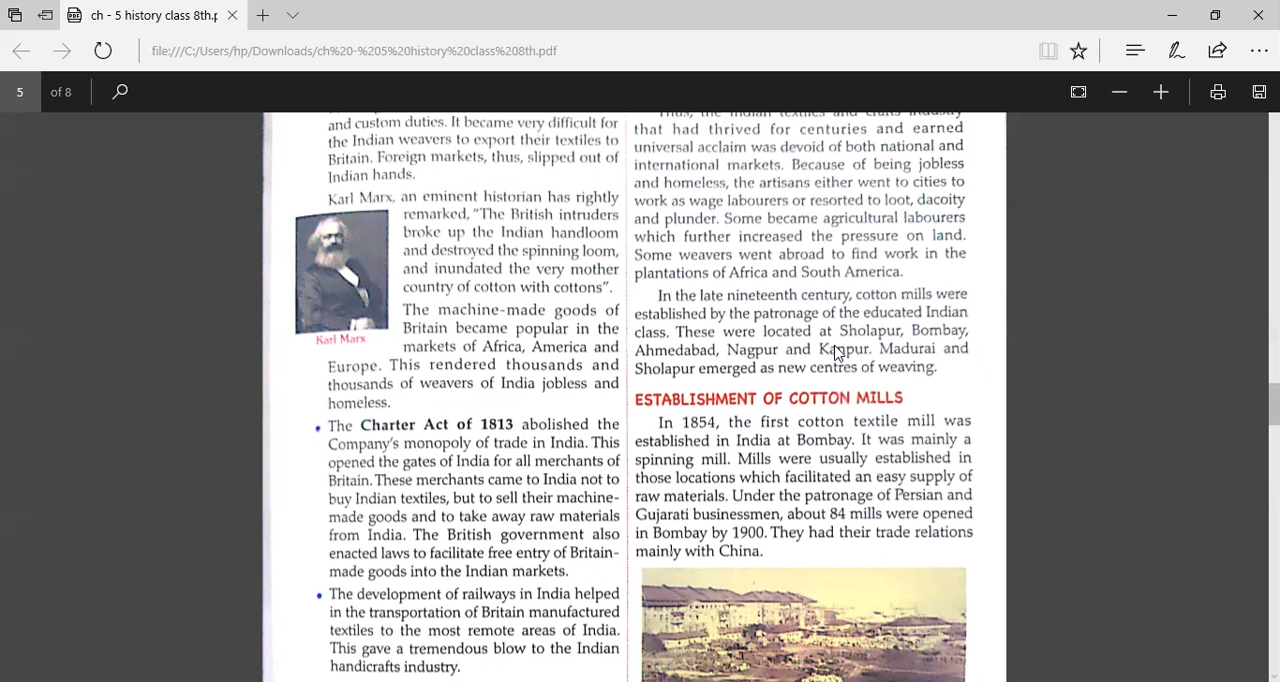 ch - 5 history class 8th.p
file:///C:/Users/hp/Downloads/ch%20-%205%20history%20class%208th.pdf
5 of 8
and custom duties. It became very difficult for
the Indian weavers to export their textiles to
Britain. Foreign markets, thus, slipped out of
Indian hands.
Karl Marx, an eminent historian has rightly
remarked, "The British intruders
broke up the Indian handloom
and destroyed the spinning loom,
and inundated the very mother
country of cotton with cottons".
Karl Marx
The machine-made goods of
Britain became popular in the
markets of Africa, America and
Europe. This rendered thousands and
thousands of weavers of India jobless and
homeless.
• The Charter Act of 1813 abolished the
Company's monopoly of trade in India. This
opened the gates of India for all merchants of
Britain. These merchants came to India not to
buy Indian textiles, but to sell their machine-
made goods and to take away raw materials
from India. The British government also
enacted laws to facilitate free entry of Britain-
made goods into the Indian markets.
• The development of railways in India helped
in the transportation of Britain manufactured
textiles to the most remote areas of India.
This gave a tremendous blow to the Indian
handicrafts industry.
Thus, the Indian textiles and crafts industry
that had thrived for centuries and earned
universal acclaim was devoid of both national and
international markets. Because of being jobless
and homeless, the artisans either went to cities to
work as wage labourers or resorted to loot, dacoity
and plunder. Some became agricultural labourers
which further increased the pressure on land.
Some weavers went abroad to find work in the
plantations of Africa and South America.
In the late nineteenth century, cotton mills were
established by the patronage of the educated Indian
class. These were located at Sholapur, Bombay,
Ahmedabad, Nagpur and Kanpur. Madurai and
Sholapur emerged as new centres of weaving.
ESTABLISHMENT OF COTTON MILLS
In 1854, the first cotton textile mill was
established in India at Bombay. It was mainly a
spinning mill. Mills were usually established in
those locations which facilitated an easy supply of
raw materials. Under the patronage of Persian and
Gujarati businessmen, about 84 mills were opened
in Bombay by 1900. They had their trade relations
mainly with China.